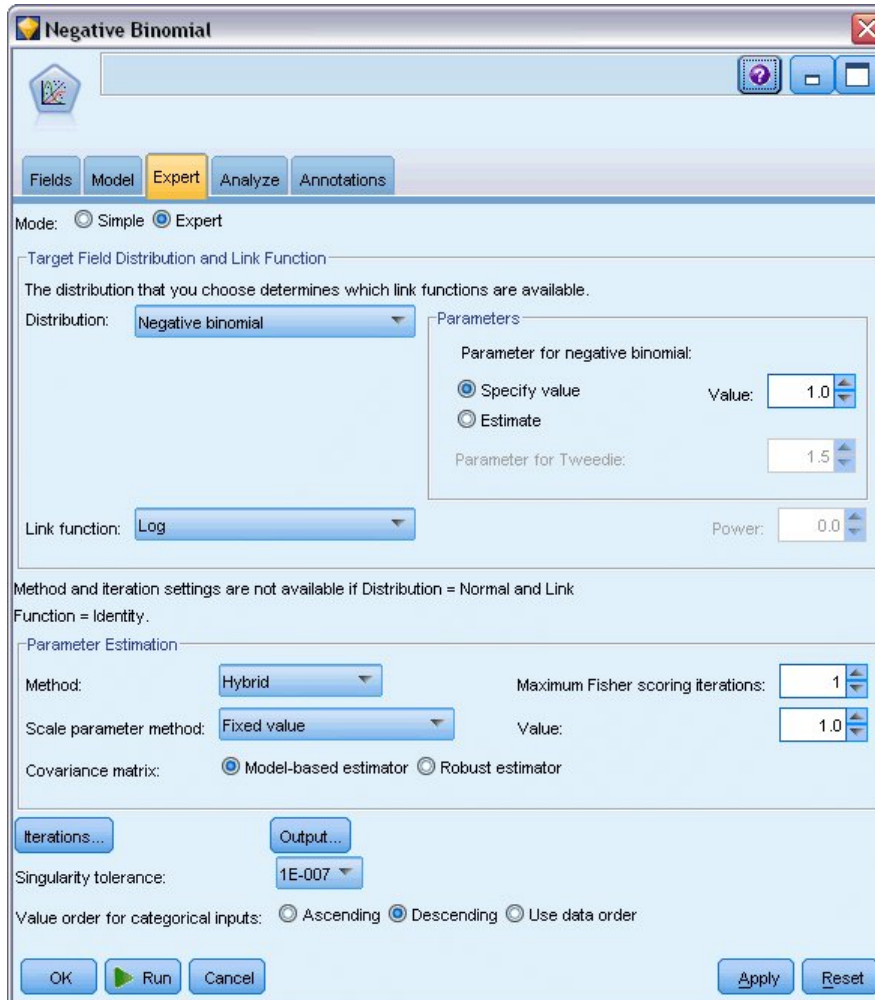 Negative Binomial
Fields Model Expert Analyze Annotations
Mode: Simple Expert
Target Field Distribution and Link Function
The distribution that you choose determines which link functions are available.
Distribution: Negative binomial
Parameters
Parameter for negative binomial:
Specify value Value: 1.0
Estimate
Parameter for Tweedie: 1.5
Link function: Log Power: 0.0
Method and iteration settings are not available if Distribution = Normal and Link
Function = Identity.
Parameter Estimation
Method: Hybrid Maximum Fisher scoring iterations: 1
Scale parameter method: Fixed value Value: 1.0
Covariance matrix: Model-based estimator Robust estimator
Iterations... Output...
Singularity tolerance: 1E-007
Value order for categorical inputs: Ascending Descending Use data order
OK Run Cancel Apply Reset